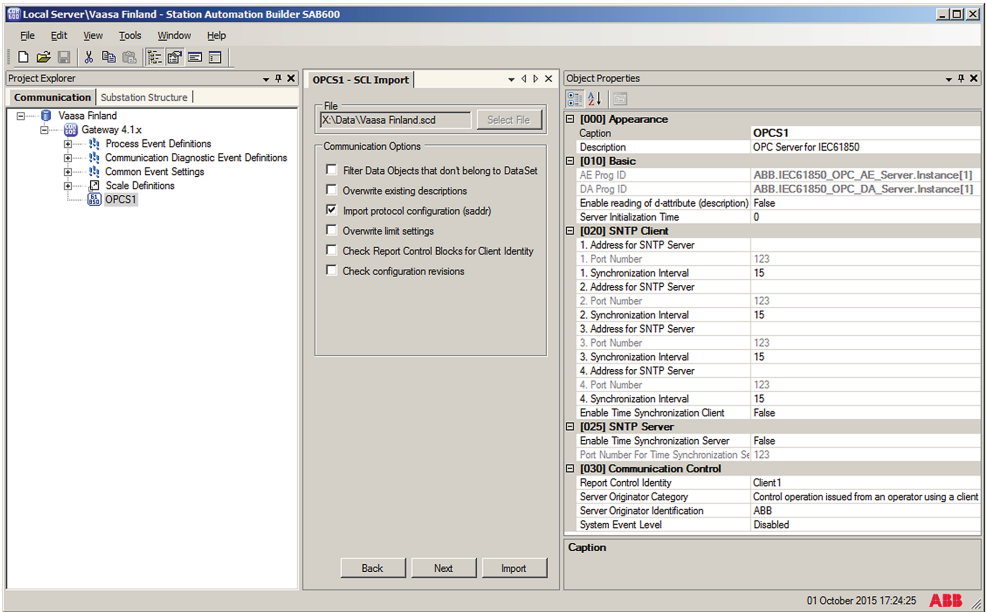 Local Server\Vaasa Finland - Station Automation Builder SAB600
File Edit View Tools Window Help
Project Explorer
Communication Substation Structure
Vaasa Finland
Gateway 4.1.x
Process Event Definitions
Communication Diagnostic Event Definitions
Common Event Settings
Scale Definitions
OPCS1
OPCS1 - SCL Import
File
X:\Data\Vaasa Finland.scd Select File
Communication Options
Filter Data Objects that don't belong to DataSet
Overwrite existing descriptions
Import protocol configuration (saddr)
Overwrite limit settings
Check Report Control Blocks for Client Identity
Check configuration revisions
Back Next Import
Object Properties
[000] Appearance
Caption OPCS1
Description OPC Server for IEC61850
[010] Basic
AE Prog ID ABB.IEC61850_OPC_AE_Server.Instance[1]
DA Prog ID ABB.IEC61850_OPC_DA_Server.Instance[1]
Enable reading of d-attribute (description) False
Server Initialization Time 0
[020] SNTP Client
1. Address for SNTP Server
1. Port Number 123
1. Synchronization Interval 15
2. Address for SNTP Server
2. Port Number 123
2. Synchronization Interval 15
3. Address for SNTP Server
3. Port Number 123
3. Synchronization Interval 15
4. Address for SNTP Server
4. Port Number 123
4. Synchronization Interval 15
Enable Time Synchronization Client False
[025] SNTP Server
Enable Time Synchronization Server False
Port Number For Time Synchronization Se 123
[030] Communication Control
Report Control Identity Client1
Server Originator Category Control operation issued from an operator using a client
Server Originator Identification ABB
System Event Level Disabled
Caption
01 October 2015 17:24:25 ABB